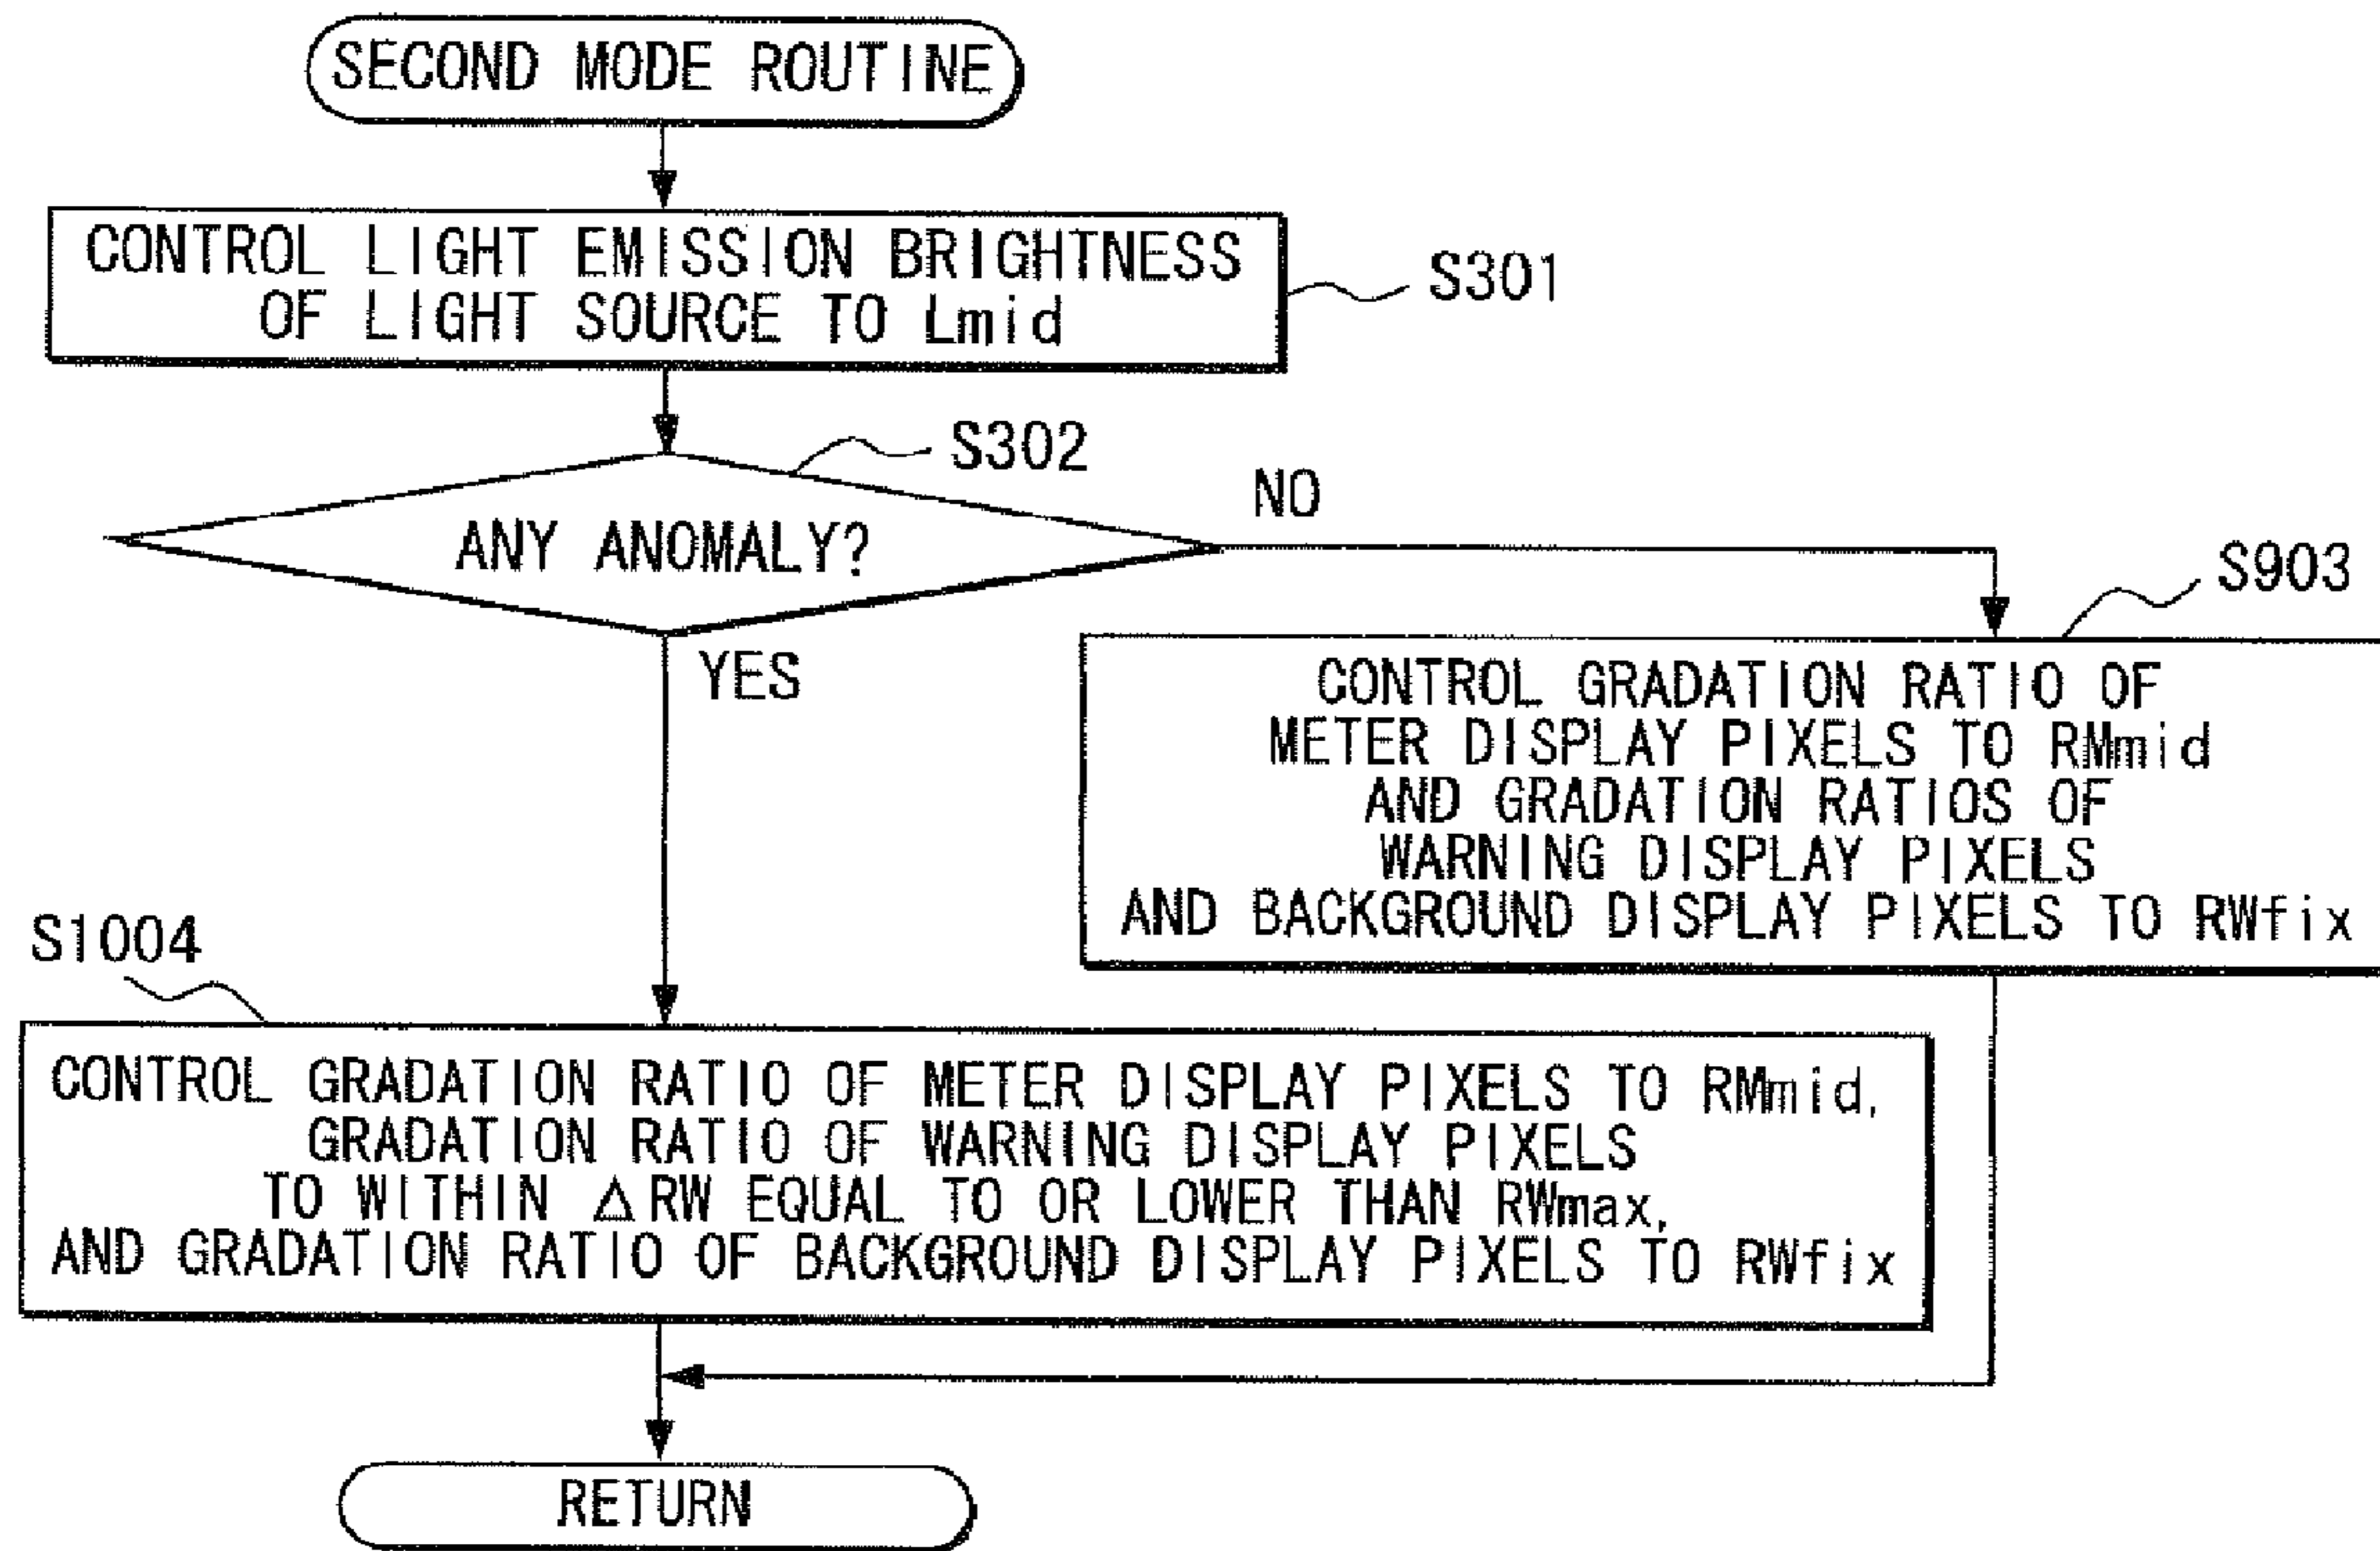 SECOND MODE ROUTINE
CONTROL LIGHT EMISSION BRIGHTNESS
OF LIGHT SOURCE TO Lmid
S301
S302
ANY ANOMALY?
NO
YES
S903
CONTROL GRADATION RATIO OF
METER DISPLAY PIXELS TO RMmid
AND GRADATION RATIOS OF
WARNING DISPLAY PIXELS
AND BACKGROUND DISPLAY PIXELS TO RWfix
S1004
CONTROL GRADATION RATIO OF METER DISPLAY PIXELS TO RMmid,
GRADATION RATIO OF WARNING DISPLAY PIXELS
TO WITHIN △RW EQUAL TO OR LOWER THAN RWmax,
AND GRADATION RATIO OF BACKGROUND DISPLAY PIXELS TO RWfix
RETURN